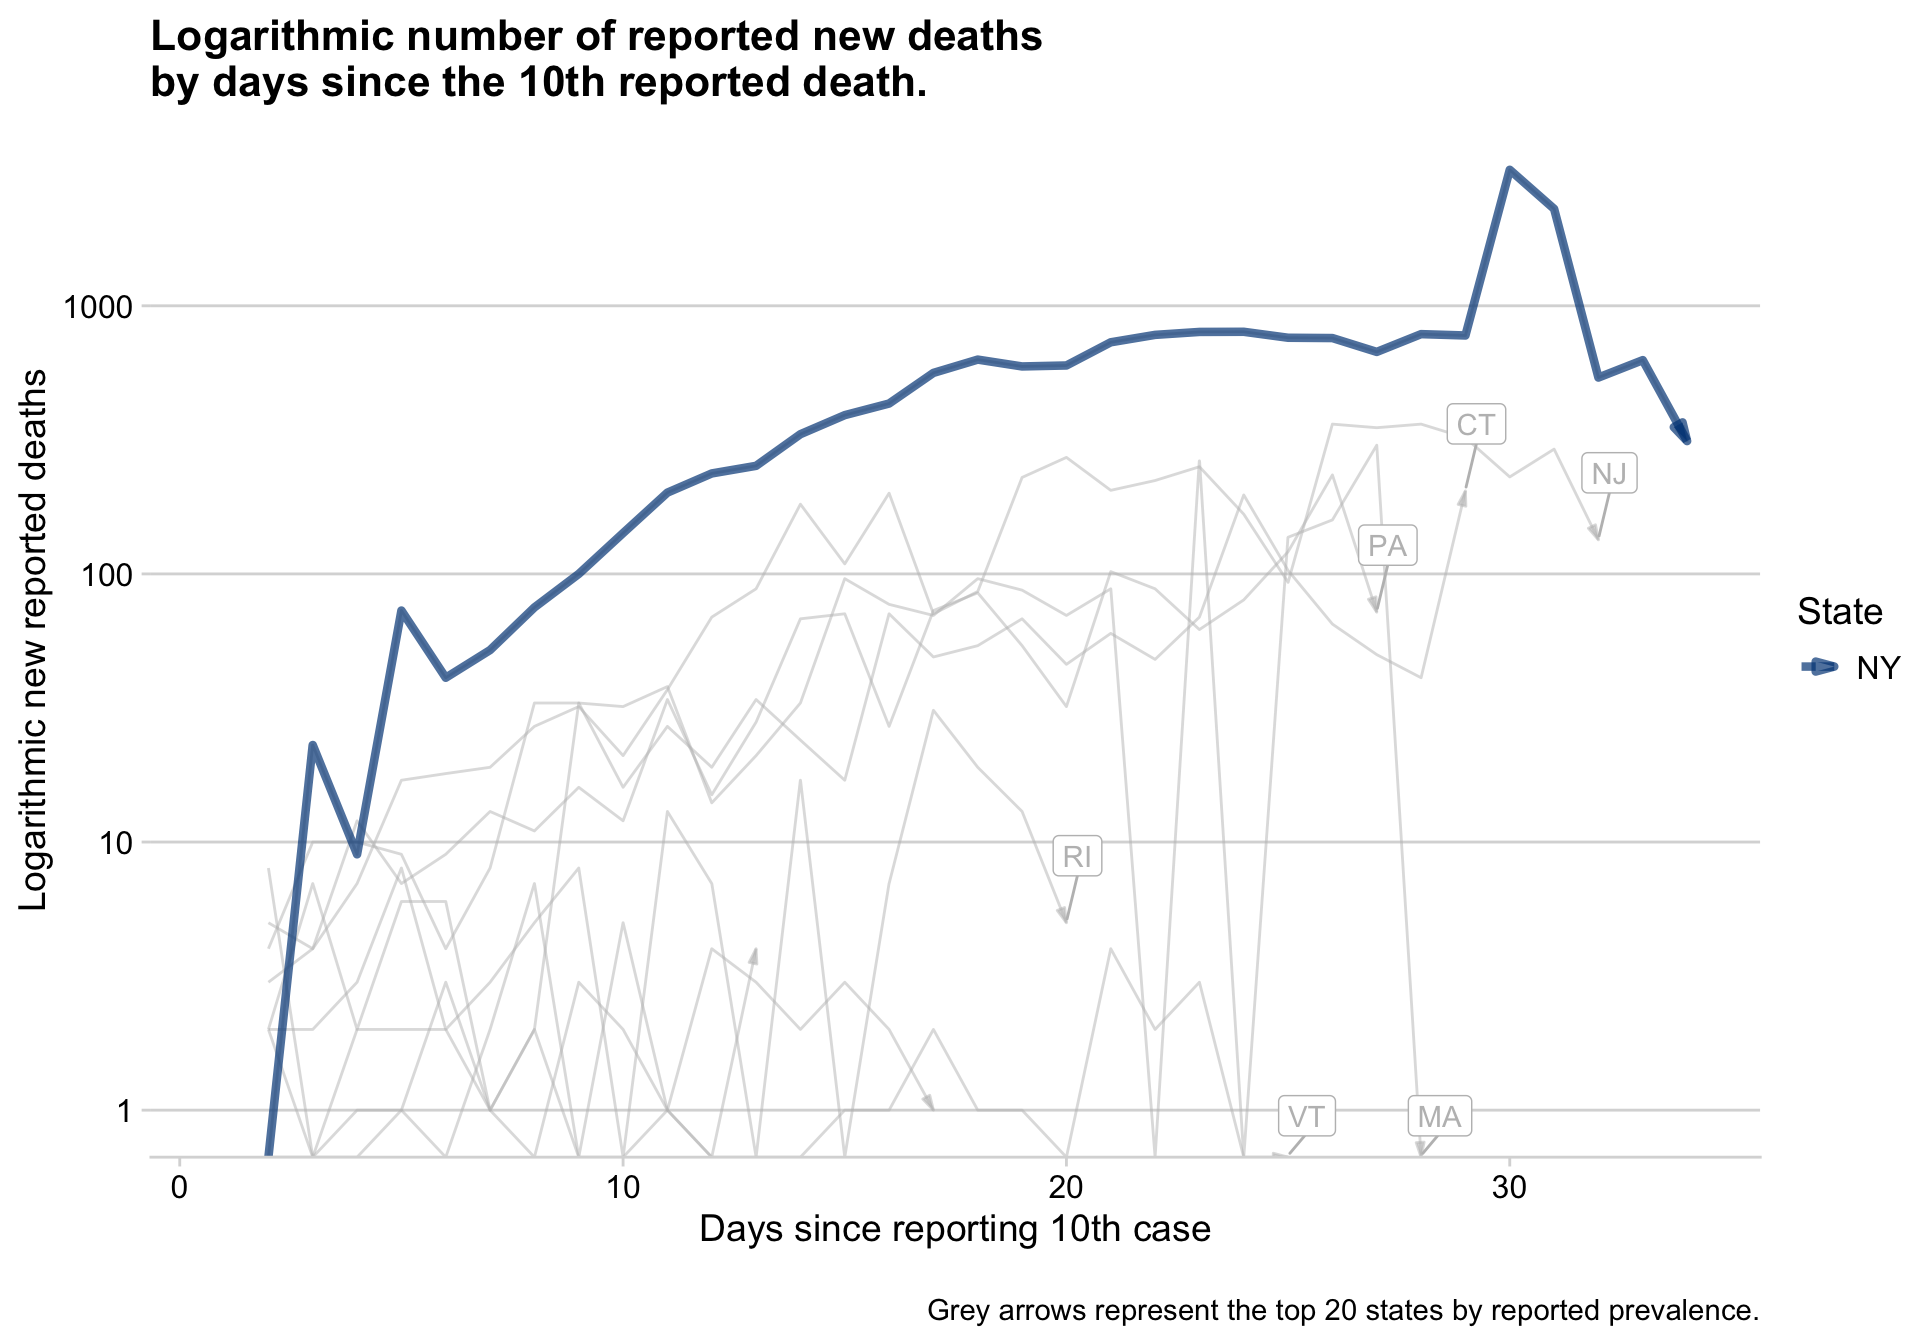 Logarithmic number of reported new deaths
by days since the 10th reported death.
Logarithmic new reported deaths
1000
100
10
1
CT
NJ
PA
RI
VT
MA
State
NY
0
10
20
30
Days since reporting 10th case
Grey arrows represent the top 20 states by reported prevalence.